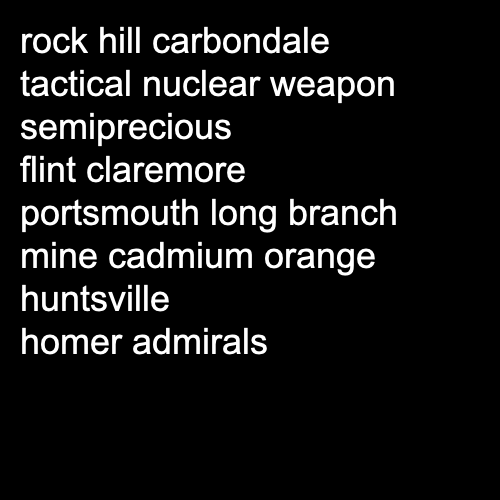 rock hill carbondale
tactical nuclear weapon
semiprecious
flint claremore
portsmouth long branch
mine cadmium orange
huntsville
homer admirals